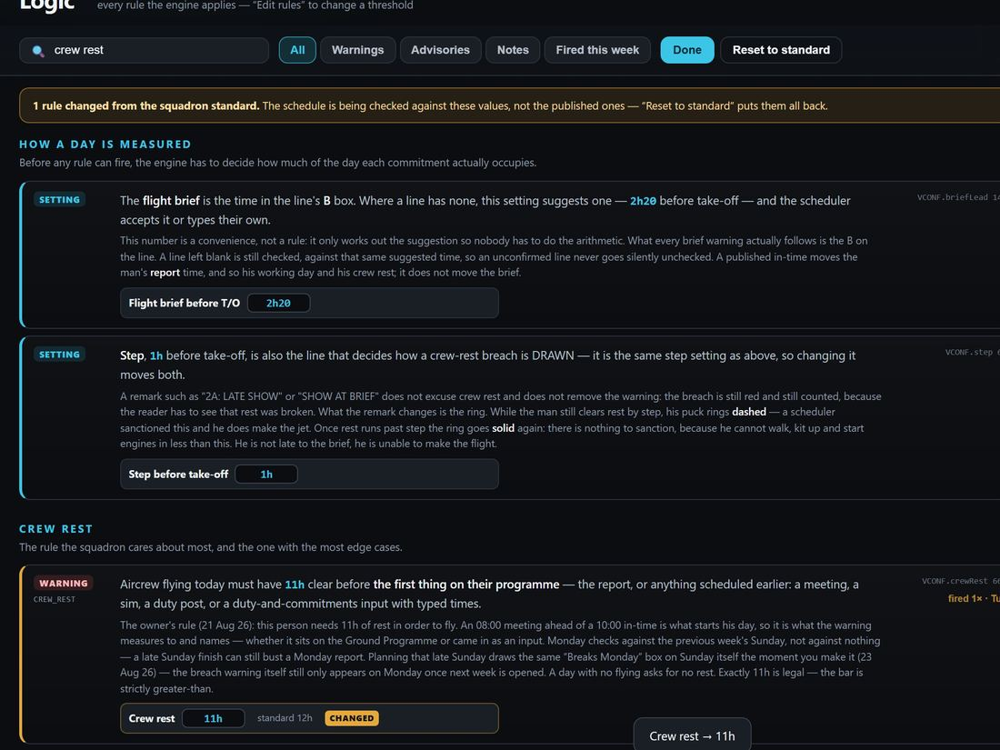 Logic every rule the engine applies — "Edit rules" to change a threshold
crew rest All Warnings Advisories Notes Fired this week Done Reset to standard
1 rule changed from the squadron standard. The schedule is being checked against these values, not the published ones — "Reset to standard" puts them all back.
HOW A DAY IS MEASURED
Before any rule can fire, the engine has to decide how much of the day each commitment actually occupies.
SETTING
The flight brief is the time in the line's B box. Where a line has none, this setting suggests one — 2h20 before take-off — and the scheduler
accepts it or types their own.
VCONF.briefLead
This number is a convenience, not a rule: it only works out the suggestion so nobody has to do the arithmetic. What every brief warning actually follows is the B on
the line. A line left blank is still checked, against that same suggested time, so an unconfirmed line never goes silently unchecked. A published in-time moves the
man's report time, and so his working day and his crew rest; it does not move the brief.
Flight brief before T/O 2h20
SETTING
Step, 1h before take-off, is also the line that decides how a crew-rest breach is DRAWN — it is the same step setting as above, so changing it
moves both.
VCONF.step
A remark such as "2A: LATE SHOW" or "SHOW AT BRIEF" does not excuse crew rest and does not remove the warning: the breach is still red and still counted, because
the reader has to see that rest was broken. What the remark changes is the ring. While the man still clears rest by step, his puck rings dashed — a scheduler
sanctioned this and he does make the jet. Once rest runs past step the ring goes solid again: there is nothing to sanction, because he cannot walk, kit up and start
engines in less than this. He is not late to the brief, he is unable to make the flight.
Step before take-off 1h
CREW REST
The rule the squadron cares about most, and the one with the most edge cases.
WARNING
CREW_REST
Aircrew flying today must have 11h clear before the first thing on their programme — the report, or anything scheduled earlier: a meeting, a
sim, a duty post, or a duty-and-commitments input with typed times.
VCONF.crewRest
fired 1× ·
The owner's rule (21 Aug 26): this person needs 11h of rest in order to fly. An 08:00 meeting ahead of a 10:00 in-time is what starts his day, so it is what the warning
measures to and names — whether it sits on the Ground Programme or came in as an input. Monday checks against the previous week's Sunday, not against nothing
— a late Sunday finish can still bust a Monday report. Planning that late Sunday draws the same "Breaks Monday" box on Sunday itself the moment you make it (23
Aug 26) — the breach warning itself still only appears on Monday once next week is opened. A day with no flying asks for no rest. Exactly 11h is legal — the bar is
strictly greater-than.
Crew rest 11h standard 12h CHANGED
Crew rest → 11h